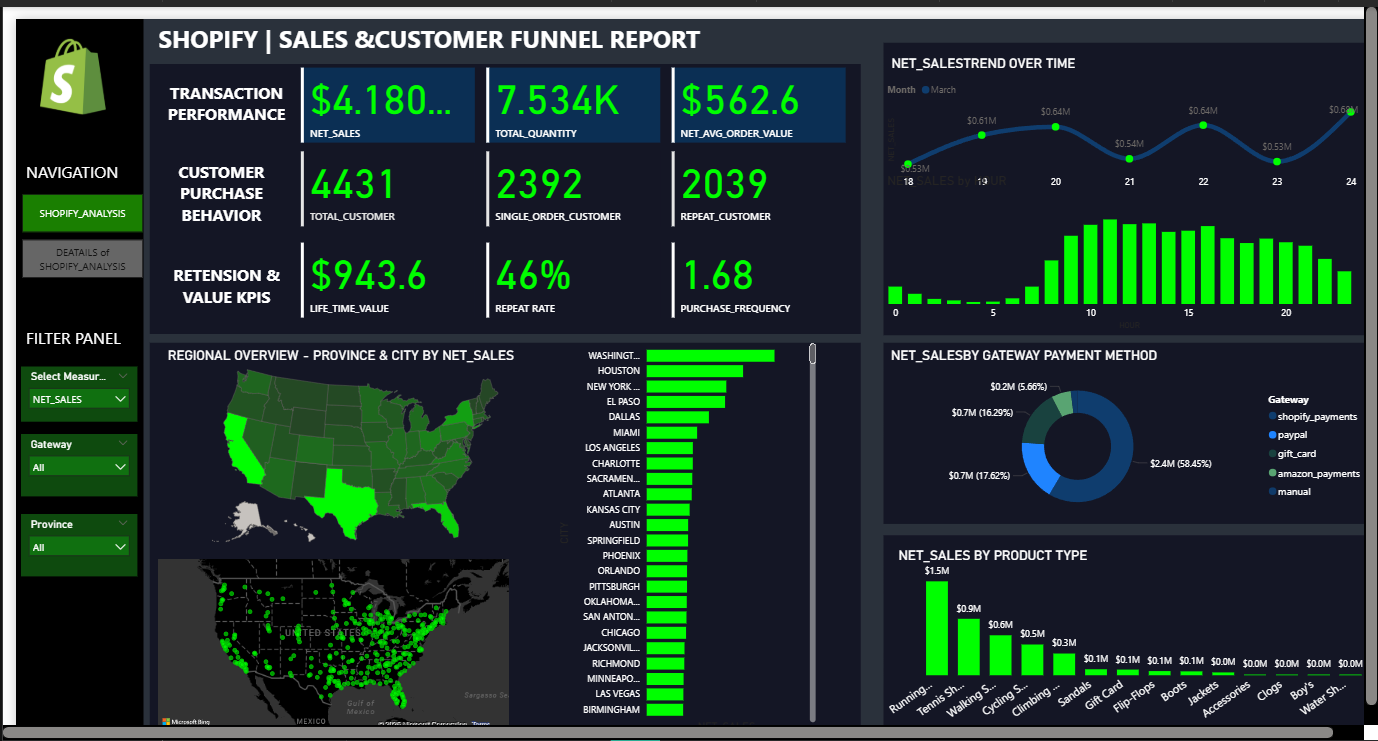 SHOPIFY | SALES &CUSTOMER FUNNEL REPORT
NAVIGATION
SHOPIFY_ANALYSIS
DEATAILS of
SHOPIFY_ANALYSIS
FILTER PANEL
Select Measur...
NET_SALES
Gateway
All
Province
All
TRANSACTION
PERFORMANCE
$4.180...
NET_SALES
7.534K
TOTAL_QUANTITY
$562.6
NET_AVG_ORDER_VALUE
CUSTOMER
PURCHASE
BEHAVIOR
4431
TOTAL_CUSTOMER
2392
SINGLE_ORDER_CUSTOMER
2039
REPEAT_CUSTOMER
RETENSION &
VALUE KPIS
$943.6
LIFE_TIME_VALUE
46%
REPEAT RATE
1.68
PURCHASE_FREQUENCY
NET_SALESTREND OVER TIME
Month March
$0.53M
$0.61M
$0.64M
$0.54M
$0.64M
$0.53M
18 19 20 21 22 23 24
NET_SALES by HOUR
0 5 10 15 20
HOUR
REGIONAL OVERVIEW - PROVINCE & CITY BY NET_SALES
UNITED STATES
MEXICO
Gulf of
Mexico
Sargasso Se
Microsoft Bing
Terms
CITY
WASHINGT...
HOUSTON
NEW YORK ...
EL PASO
DALLAS
MIAMI
LOS ANGELES
CHARLOTTE
SACRAMEN...
ATLANTA
KANSAS CITY
AUSTIN
SPRINGFIELD
PHOENIX
ORLANDO
PITTSBURGH
OKLAHOMA...
SAN ANTON...
CHICAGO
JACKSONVIL...
RICHMOND
MINNEAPO...
LAS VEGAS
BIRMINGHAM
NET_SALESBY GATEWAY PAYMENT METHOD
$0.2M (5.66%)
$0.7M (16.29%)
$0.7M (17.62%)
$2.4M (58.45%)
Gateway
shopify_payments
paypal
gift_card
amazon_payments
manual
NET_SALES BY PRODUCT TYPE
$1.5M
$0.9M
$0.6M
$0.5M
$0.3M
$0.1M
$0.1M
$0.1M
$0.1M
$0.0M
$0.0M
$0.0M
$0.0M
$0.0M
Running...
Tennis Sh...
Walking S...
Cycling S...
Climbing ...
Sandals
Gift Card
Flip-Flops
Boots
Jackets
Accessories
Clogs
Boy's
Water Sh...